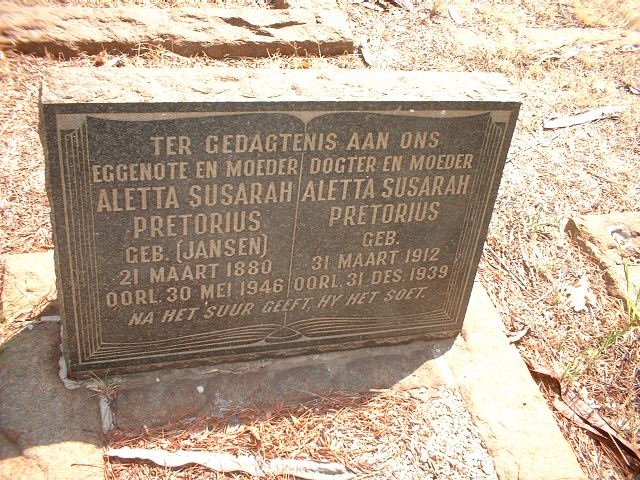 TER GEDAGTENIS AAN ONS
EGGENOTE EN MOEDER
ALETTA SUSARAH
PRETORIUS
GEB. (JANSEN)
21 MAART 1880
OORL. 30 MEI 1946
DOGTER EN MOEDER
ALETTA SUSARAH
PRETORIUS
GEB.
31 MAART 1912
OORL. 31 DES. 1939
NA HET SUUR GEEFT, HY HET SOET.